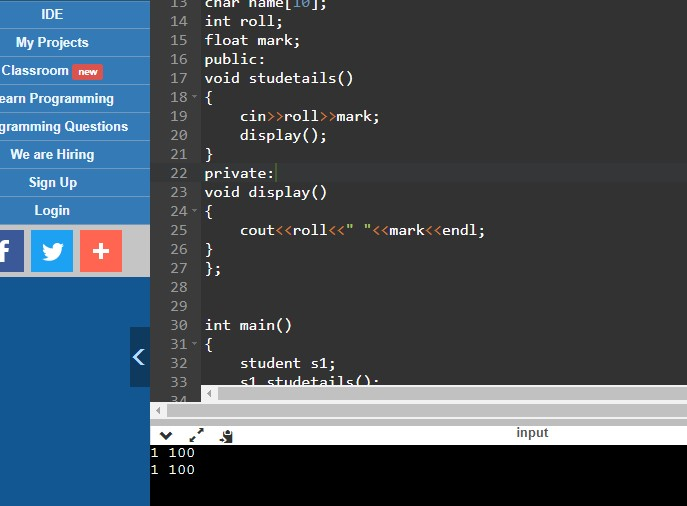 IDE
My Projects
Classroom new
earn Programming
gramming Questions
We are Hiring
Sign Up
Login
13 char name[10];
14 int roll;
15 float mark;
16 public:
17 void studetails()
18 {
19 cin>>roll>>mark;
20 display();
21 }
22 private:
23 void display()
24 {
25 cout<<roll<<" "<<mark<<endl;
26 }
27 };
28
29
30 int main()
31 {
32 student s1;
33 s1.studetails();
34
input
1 100
1 100